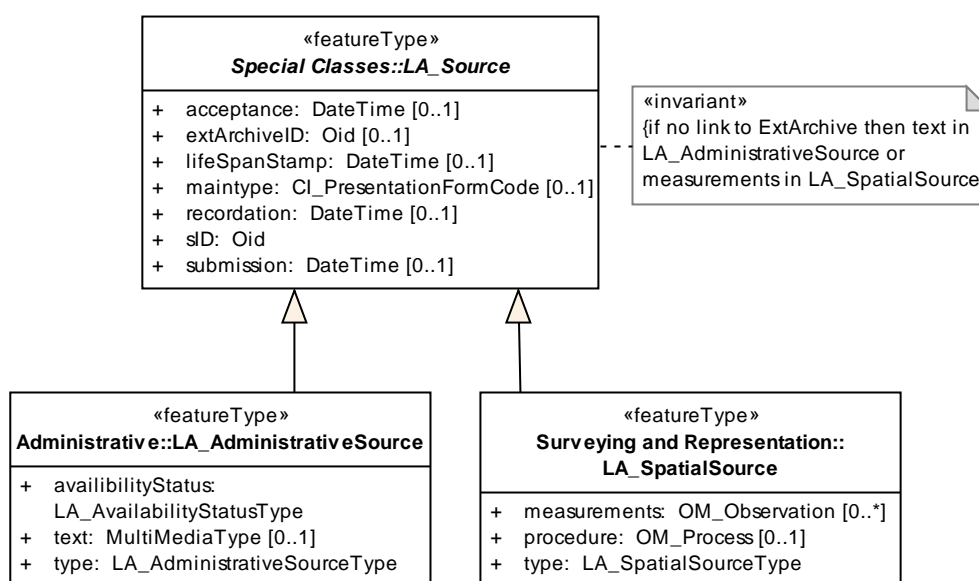 «featureType»
Special Classes::LA_Source
+ acceptance: DateTime [0..1]
+ extArchiveID: Oid [0..1]
+ lifeSpanStamp: DateTime [0..1]
+ maintype: CI_PresentationFormCode [0..1]
+ recordation: DateTime [0..1]
+ sID: Oid
+ submission: DateTime [0..1]
«invariant»
{if no link to ExtArchive then text in
LA_AdministrativeSource or
measurements in LA_SpatialSource
«featureType»
Administrative::LA_AdministrativeSource
+ availibilityStatus:
LA_AvailabilityStatusType
+ text: MultiMediaType [0..1]
+ type: LA_AdministrativeSourceType
«featureType»
Surveying and Representation::
LA_SpatialSource
+ measurements: OM_Observation [0..*]
+ procedure: OM_Process [0..1]
+ type: LA_SpatialSourceType